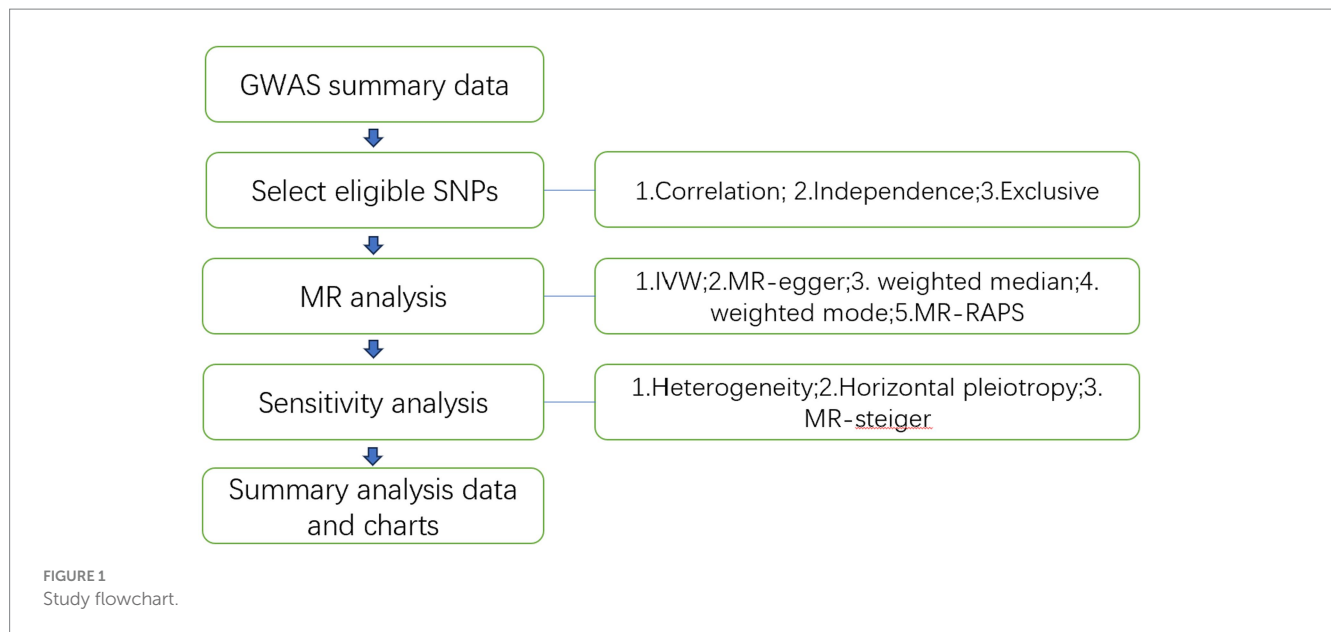 GWAS summary data
Select eligible SNPs
1.Correlation; 2.Independence;3.Exclusive
MR analysis
1.IVW;2.MR-egger;3. weighted median;4.
weighted mode;5.MR-RAPS
Sensitivity analysis
1.Heterogeneity;2.Horizontal pleiotropy;3.
MR-steiger
Summary analysis data
and charts
FIGURE 1
Study flowchart.